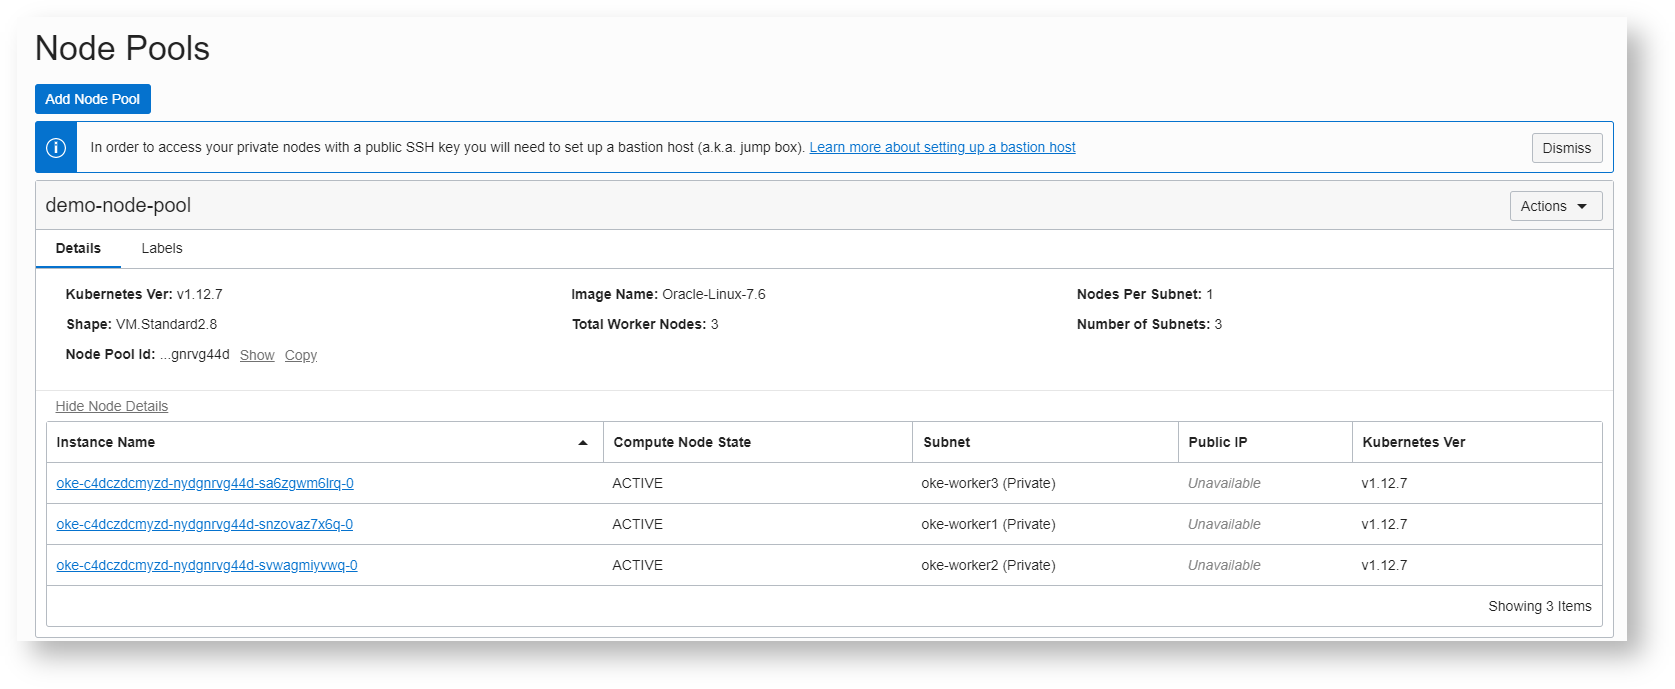 Node Pools
Add Node Pool
In order to access your private nodes with a public SSH key you will need to set up a bastion host (a.k.a. jump box). Learn more about setting up a bastion host
Dismiss
demo-node-pool
Actions
Details Labels
Kubernetes Ver: v1.12.7 Image Name: Oracle-Linux-7.6 Nodes Per Subnet: 1
Shape: VM.Standard2.8 Total Worker Nodes: 3 Number of Subnets: 3
Node Pool Id: ...gnrvg44d Show Copy
Hide Node Details
Instance Name Compute Node State Subnet Public IP Kubernetes Ver
oke-c4dczdcmyzd-nydgnrvg44d-sa6zgwm6lrq-0 ACTIVE oke-worker3 (Private) Unavailable v1.12.7
oke-c4dczdcmyzd-nydgnrvg44d-snzovaz7x6q-0 ACTIVE oke-worker1 (Private) Unavailable v1.12.7
oke-c4dczdcmyzd-nydgnrvg44d-svwagmiyvwq-0 ACTIVE oke-worker2 (Private) Unavailable v1.12.7
Showing 3 Items